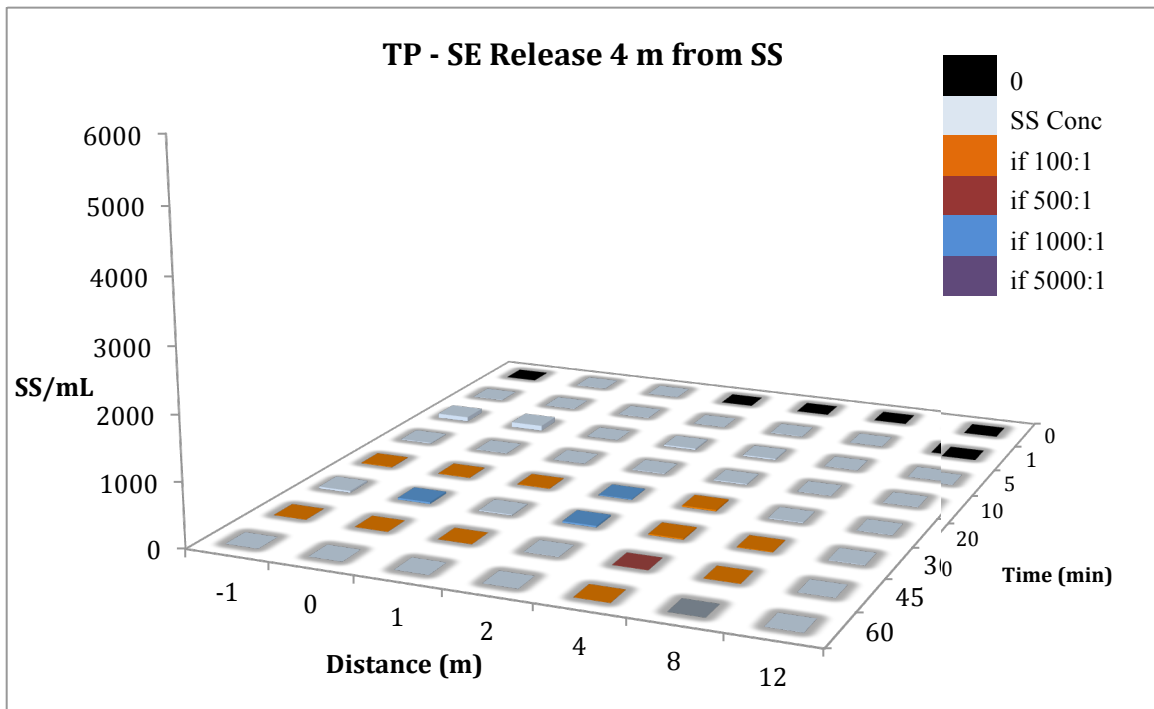 TP - SE Release 4 m from SS
0
SS Conc
if 100:1
if 500:1
if 1000:1
if 5000:1
6000
5000
4000
3000
2000
1000
0
SS/mL
-1
0
1
2
4
8
12
Distance (m)
0
1
5
10
20
30
45
60
Time (min)